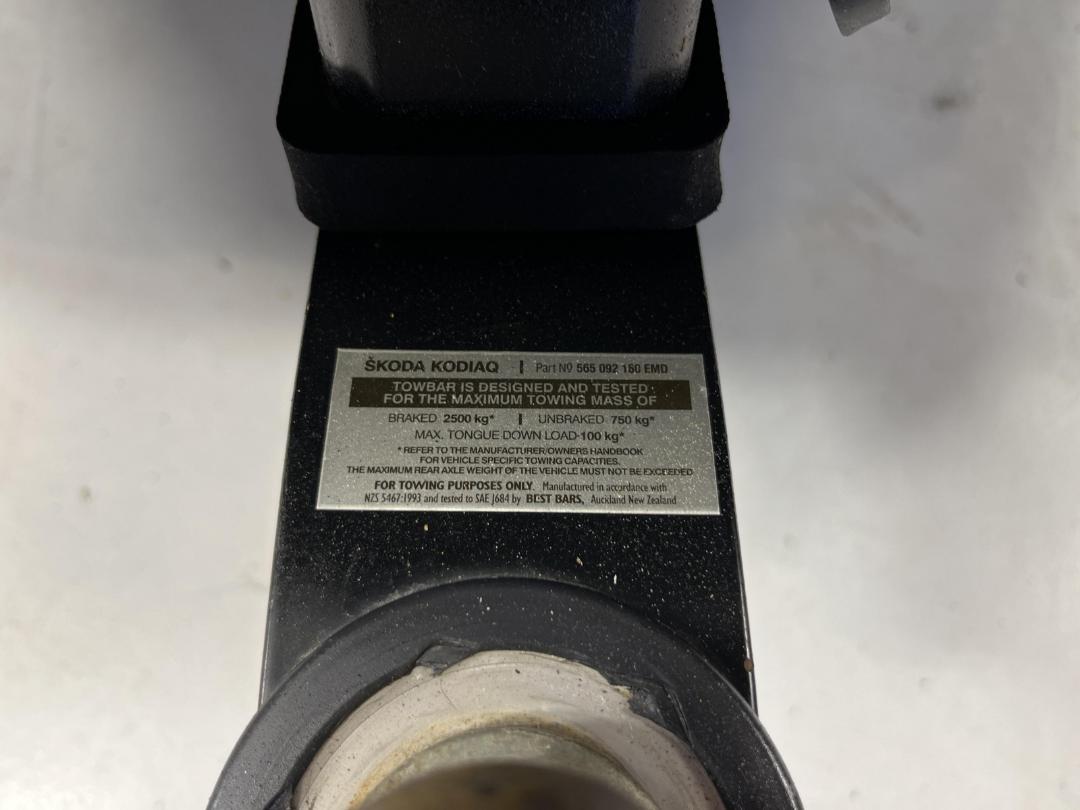 ŠKODA KODIAQ | Part Nº 565 092 160 EMD
TOWBAR IS DESIGNED AND TESTED
FOR THE MAXIMUM TOWING MASS OF
BRAKED 2500 kg* | UNBRAKED 750 kg*
MAX. TONGUE DOWN LOAD 100 kg*
* REFER TO THE MANUFACTURER/OWNERS HANDBOOK
FOR VEHICLE SPECIFIC TOWING CAPACITIES.
THE MAXIMUM REAR AXLE WEIGHT OF THE VEHICLE MUST NOT BE EXCEEDED
FOR TOWING PURPOSES ONLY. Manufactured in accordance with
NZS 5467:1993 and tested to SAE J684 by BEST BARS, Auckland New Zealand